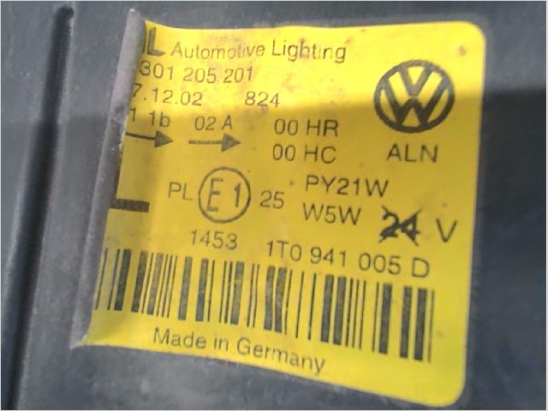 L Automotive Lighting
301 205 201
7.12.02 824
1 1b 02 A 00 HR
00 HC ALN
PL E1 25 PY21W
W5W 24 V
1453 1T0 941 005 D
Made in Germany